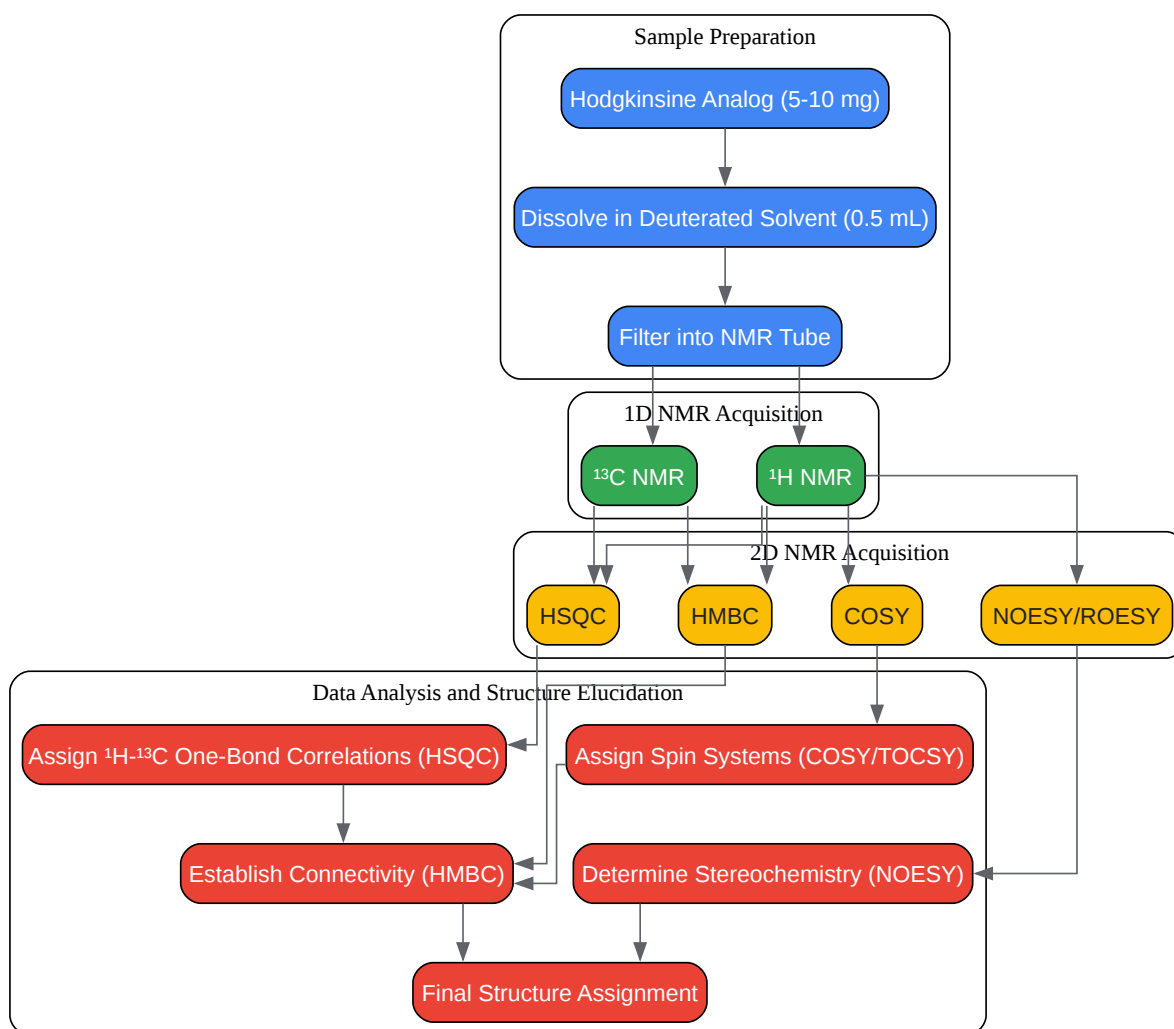 Sample Preparation
Hodgkinsine Analog (5-10 mg)
Dissolve in Deuterated Solvent (0.5 mL)
Filter into NMR Tube
1D NMR Acquisition
¹³C NMR
¹H NMR
2D NMR Acquisition
HSQC
HMBC
COSY
NOESY/ROESY
Data Analysis and Structure Elucidation
Assign ¹H-¹³C One-Bond Correlations (HSQC)
Assign Spin Systems (COSY/TOCSY)
Establish Connectivity (HMBC)
Determine Stereochemistry (NOESY)
Final Structure Assignment